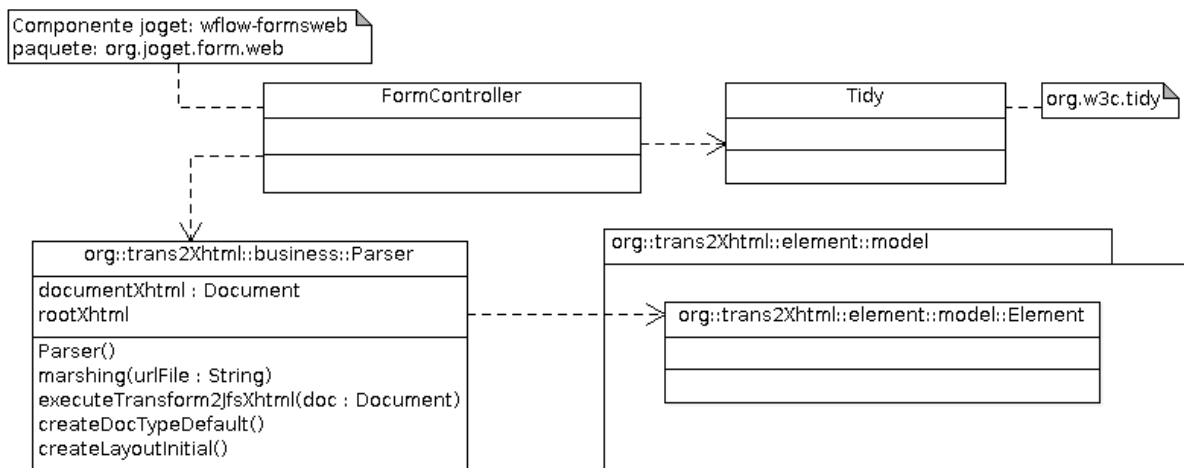 Componente joget: wflow-formsweb
paquete: org.joget.form.web
FormController
Tidy
org.w3c.tidy
org::trans2Xhtml::business::Parser
documentXhtml : Document
rootXhtml
Parser()
marshing(urlFile : String)
executeTransform2JfsXhtml(doc : Document)
createDocTypeDefault()
createLayoutInitial()
org::trans2Xhtml::element::model
org::trans2Xhtml::element::model::Element